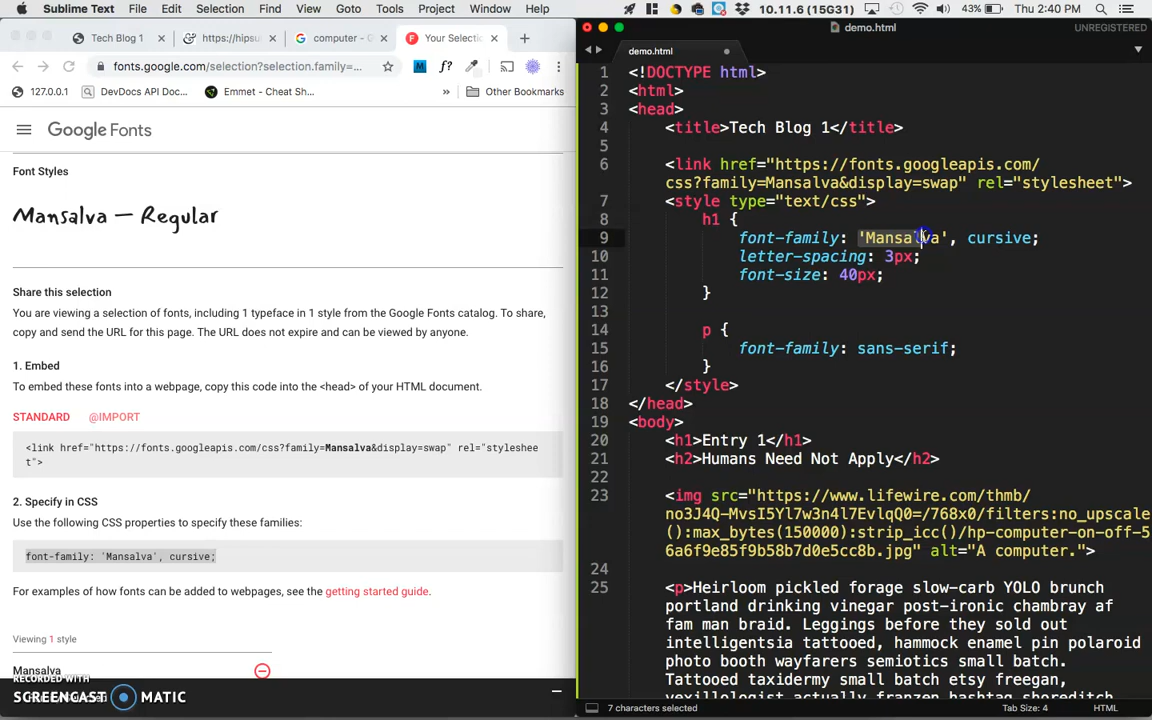 Sublime Text File Edit Selection Find View Goto Tools Project Window Help
10.11.6 (15G31) 43% Thu 2:40 PM
Tech Blog 1 × https://hipsu × computer - G × Your Selectio × +
fonts.google.com/selection?selection.family=...
127.0.0.1 DevDocs API Doc... Emmet - Cheat Sh... » Other Bookmarks
Google Fonts
Font Styles
Mansalva — Regular
Share this selection
You are viewing a selection of fonts, including 1 typeface in 1 style from the Google Fonts catalog. To share,
copy and send the URL for this page. The URL does not expire and can be viewed by anyone.
1. Embed
To embed these fonts into a webpage, copy this code into the <head> of your HTML document.
STANDARD @IMPORT
<link href="https://fonts.googleapis.com/css?family=Mansalva&display=swap" rel="styleshee
t">
2. Specify in CSS
Use the following CSS properties to specify these families:
font-family: 'Mansalva', cursive;
For examples of how fonts can be added to webpages, see the getting started guide.
Viewing 1 style
Mansalva
RECORDED WITH
SCREENCAST MATIC
demo.html UNREGISTERED
demo.html
1 <!DOCTYPE html>
2 <html>
3 <head>
4 <title>Tech Blog 1</title>
5
6 <link href="https://fonts.googleapis.com/
css?family=Mansalva&display=swap" rel="stylesheet">
7 <style type="text/css">
8 h1 {
9 font-family: 'Mansalva', cursive;
10 letter-spacing: 3px;
11 font-size: 40px;
12 }
13
14 p {
15 font-family: sans-serif;
16 }
17 </style>
18 </head>
19 <body>
20 <h1>Entry 1</h1>
21 <h2>Humans Need Not Apply</h2>
22
23 <img src="https://www.lifewire.com/thmb/
no3J4Q-MvsI5Yl7w3n4l7EvlqQ0=/768x0/filters:no_upscale
():max_bytes(150000):strip_icc()/hp-computer-on-off-5
6a6f9e85f9b58b7d0e5cc8b.jpg" alt="A computer.">
24
25 <p>Heirloom pickled forage slow-carb YOLO brunch
portland drinking vinegar post-ironic chambray af
fam man braid. Leggings before they sold out
intelligentsia tattooed, hammock enamel pin polaroid
photo booth wayfarers semiotics small batch.
Tattooed taxidermy small batch etsy freegan,
vexillologist actually franzen hashtag shoreditch
7 characters selected Tab Size: 4 HTML